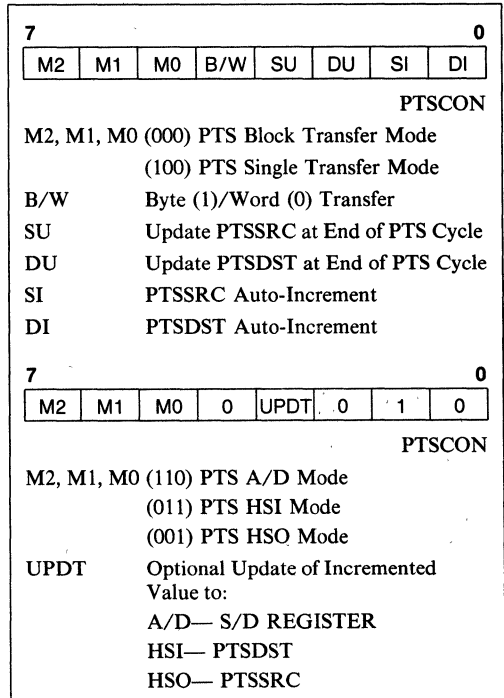 7 0
M2 M1 M0 B/W SU DU SI DI
PTSCON
M2, M1, M0 (000) PTS Block Transfer Mode
(100) PTS Single Transfer Mode
B/W Byte (1)/Word (0) Transfer
SU Update PTSSRC at End of PTS Cycle
DU Update PTSDST at End of PTS Cycle
SI PTSSRC Auto-Increment
DI PTSDST Auto-Increment
7 0
M2 M1 M0 0 UPDT 0 1 0
PTSCON
M2, M1, M0 (110) PTS A/D Mode
(011) PTS HSI Mode
(001) PTS HSO Mode
UPDT Optional Update of Incremented
Value to:
A/D— S/D REGISTER
HSI— PTSDST
HSO— PTSSRC